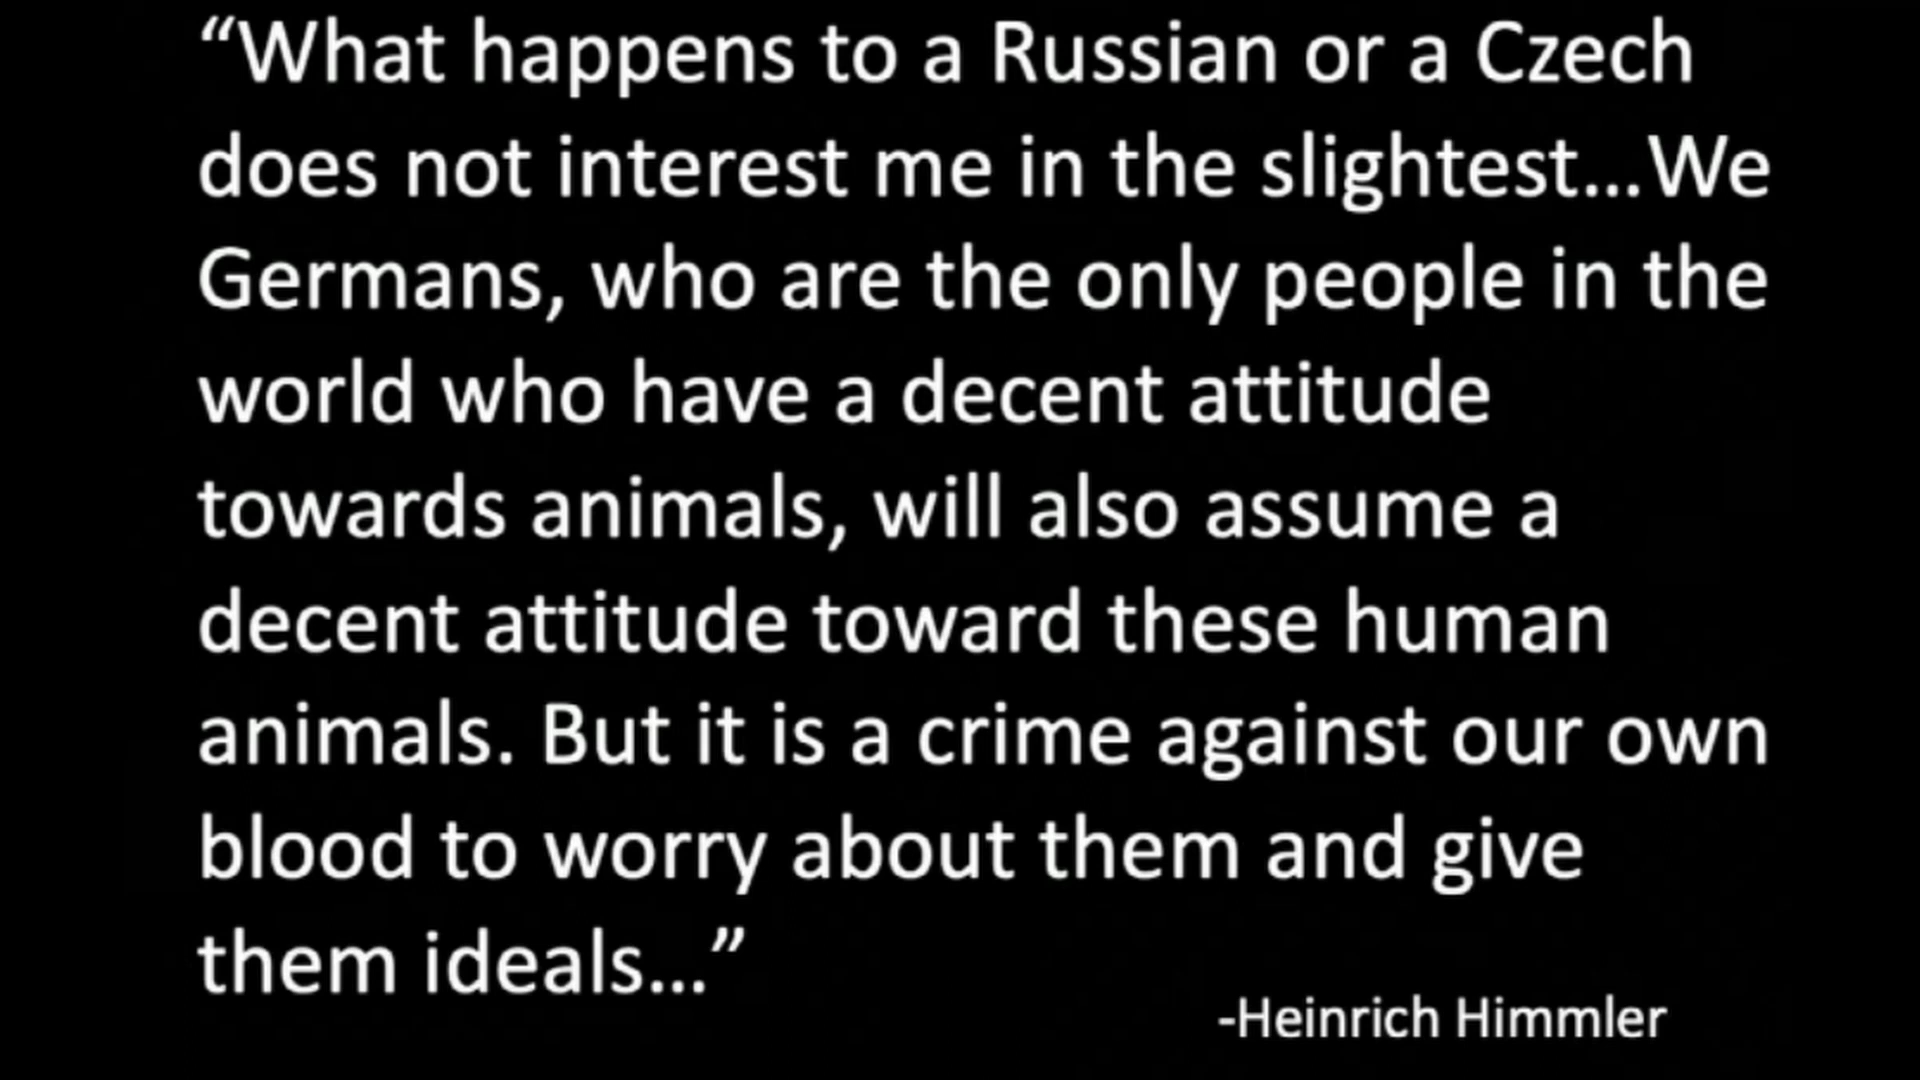 “What happens to a Russian or a Czech
does not interest me in the slightest...We
Germans, who are the only people in the
world who have a decent attitude
towards animals, will also assume a
decent attitude toward these human
animals. But it is a crime against our own
blood to worry about them and give
them ideals...”
-Heinrich Himmler